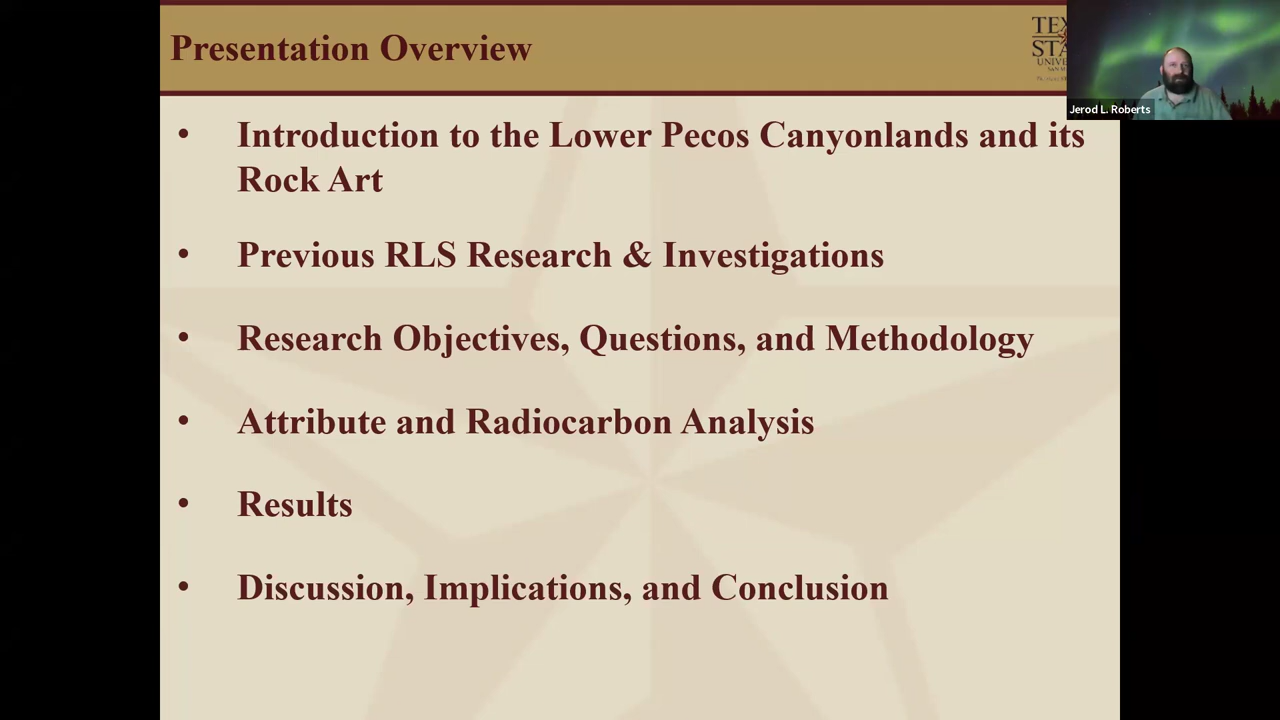 Presentation Overview
Jerod L. Roberts
• Introduction to the Lower Pecos Canyonlands and its
Rock Art
• Previous RLS Research & Investigations
• Research Objectives, Questions, and Methodology
• Attribute and Radiocarbon Analysis
• Results
• Discussion, Implications, and Conclusion